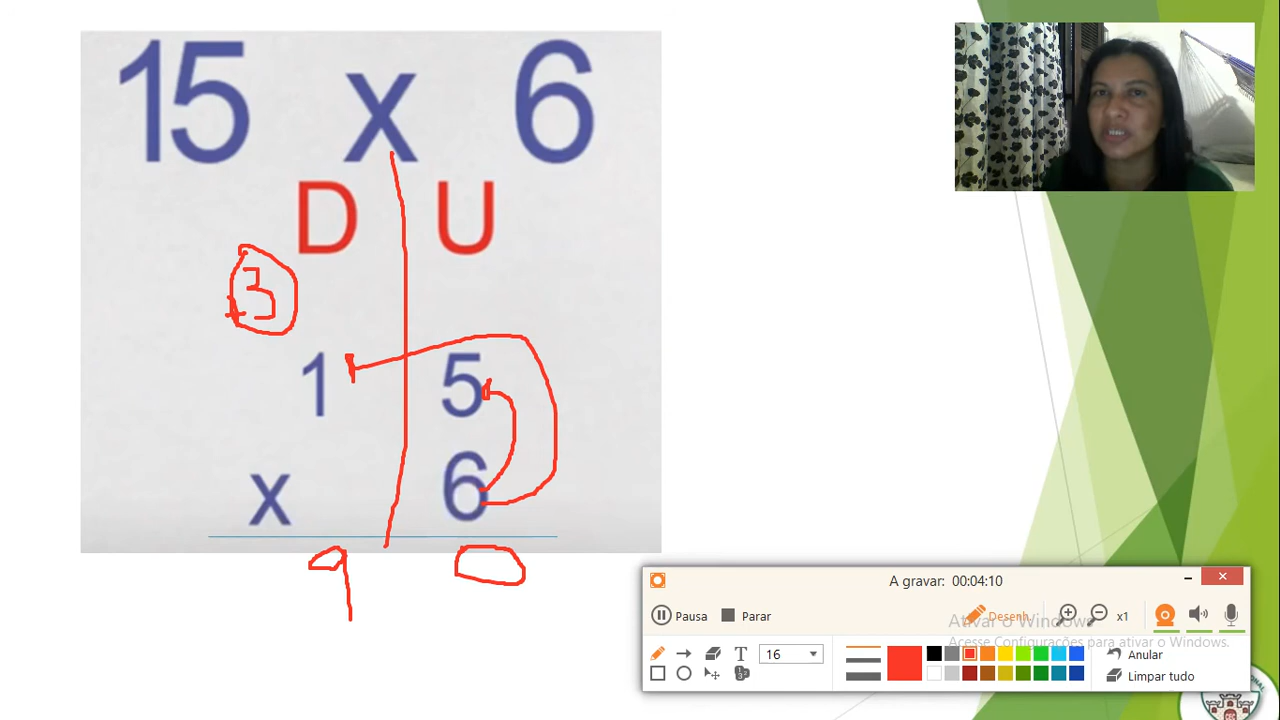 15 x 6
D U
+3
1 5
x 6
9 0
A gravar: 00:04:10
Pausa Parar Desenh x1
T 16 Anular
Limpar tudo
Ativar o Windows
Acesse Configurações para ativar o Windows.